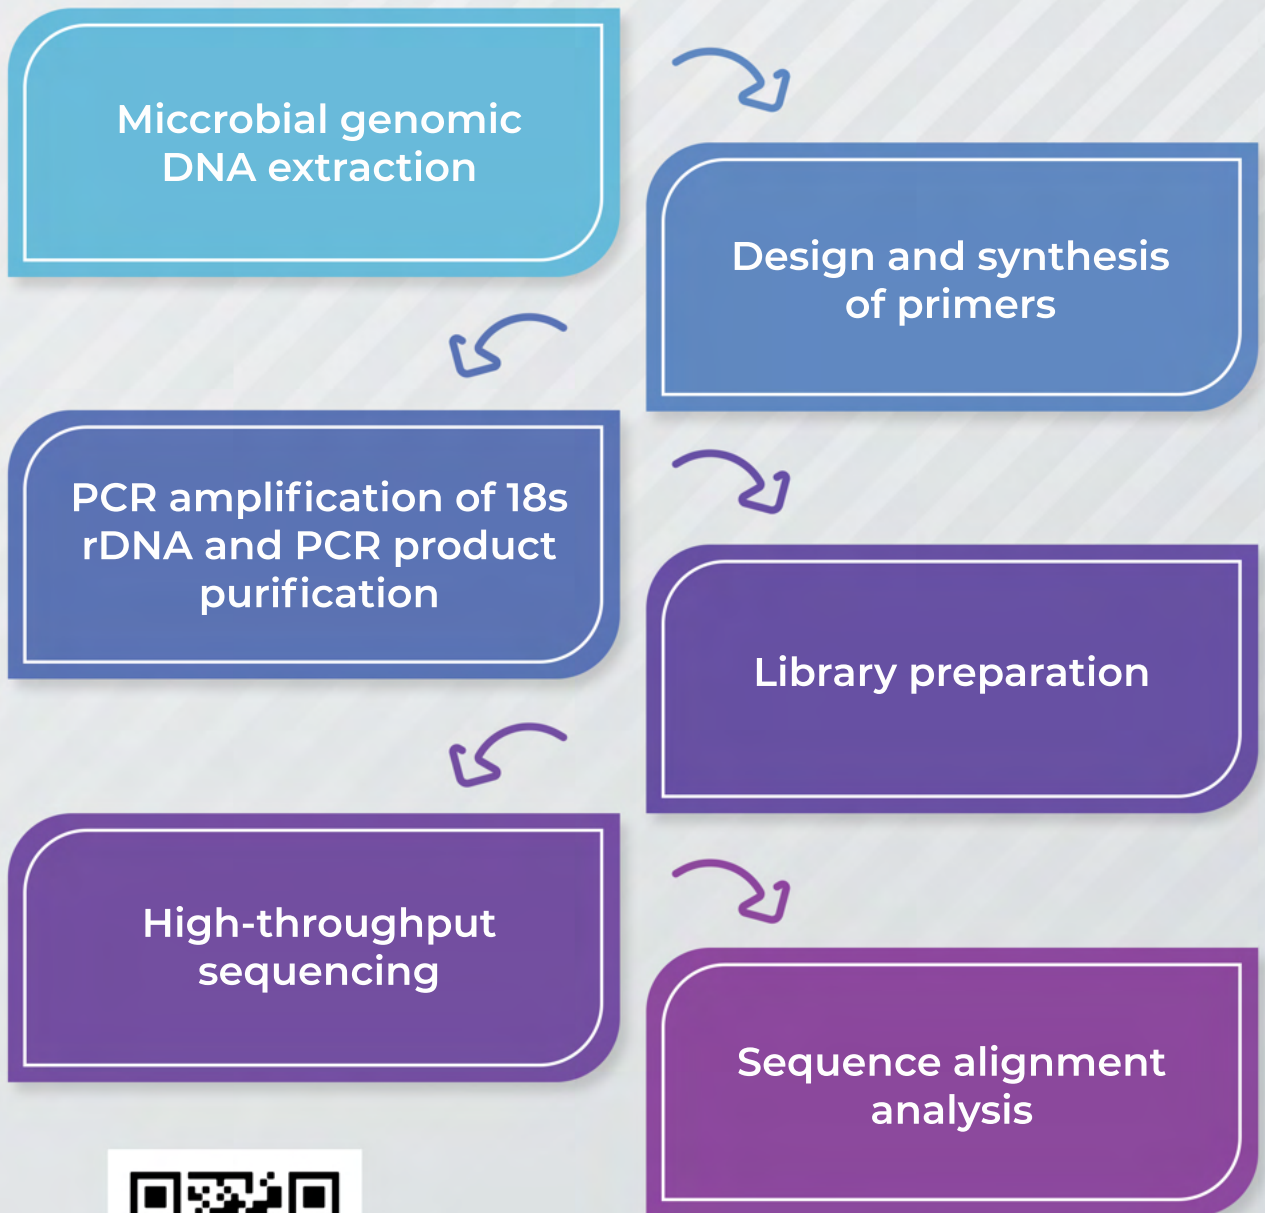 Miccrobial genomic
DNA extraction
Design and synthesis
of primers
PCR amplification of 18s
rDNA and PCR product
purification
Library preparation
High-throughput
sequencing
Sequence alignment
analysis